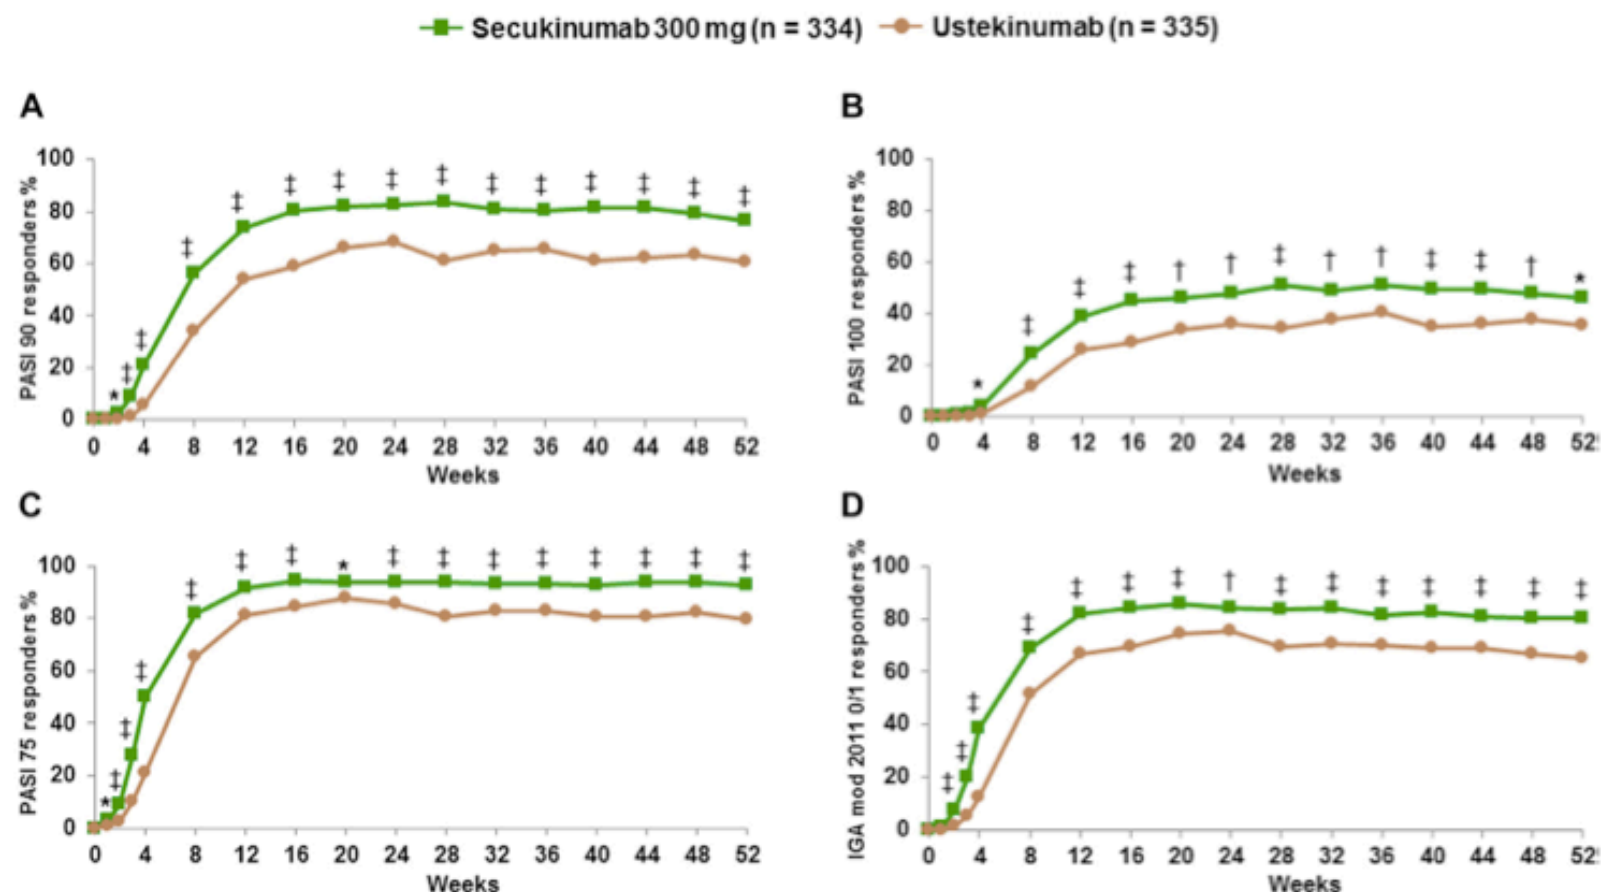 Secukinumab 300 mg (n = 334) Ustekinumab (n = 335)
A
PASI 90 responders %
100
80
60
40
20
0
‡ ‡ ‡ ‡ ‡ ‡ ‡ ‡ ‡ ‡ ‡
‡
‡
‡
*
0 4 8 12 16 20 24 28 32 36 40 44 48 52
Weeks
B
PASI 100 responders %
100
80
60
40
20
0
*
‡
‡ ‡ † † ‡ † † ‡ ‡ † *
0 4 8 12 16 20 24 28 32 36 40 44 48 52
Weeks
C
PASI 75 responders %
100
80
60
40
20
0
*
‡
‡
‡
‡
‡ ‡ * ‡ ‡ ‡ ‡ ‡ ‡ ‡ ‡
0 4 8 12 16 20 24 28 32 36 40 44 48 52
Weeks
D
IGA mod 2011 0/1 responders %
100
80
60
40
20
0
‡
‡
‡
‡
‡ ‡ ‡ † ‡ ‡ ‡ ‡ ‡ ‡ ‡
0 4 8 12 16 20 24 28 32 36 40 44 48 52
Weeks